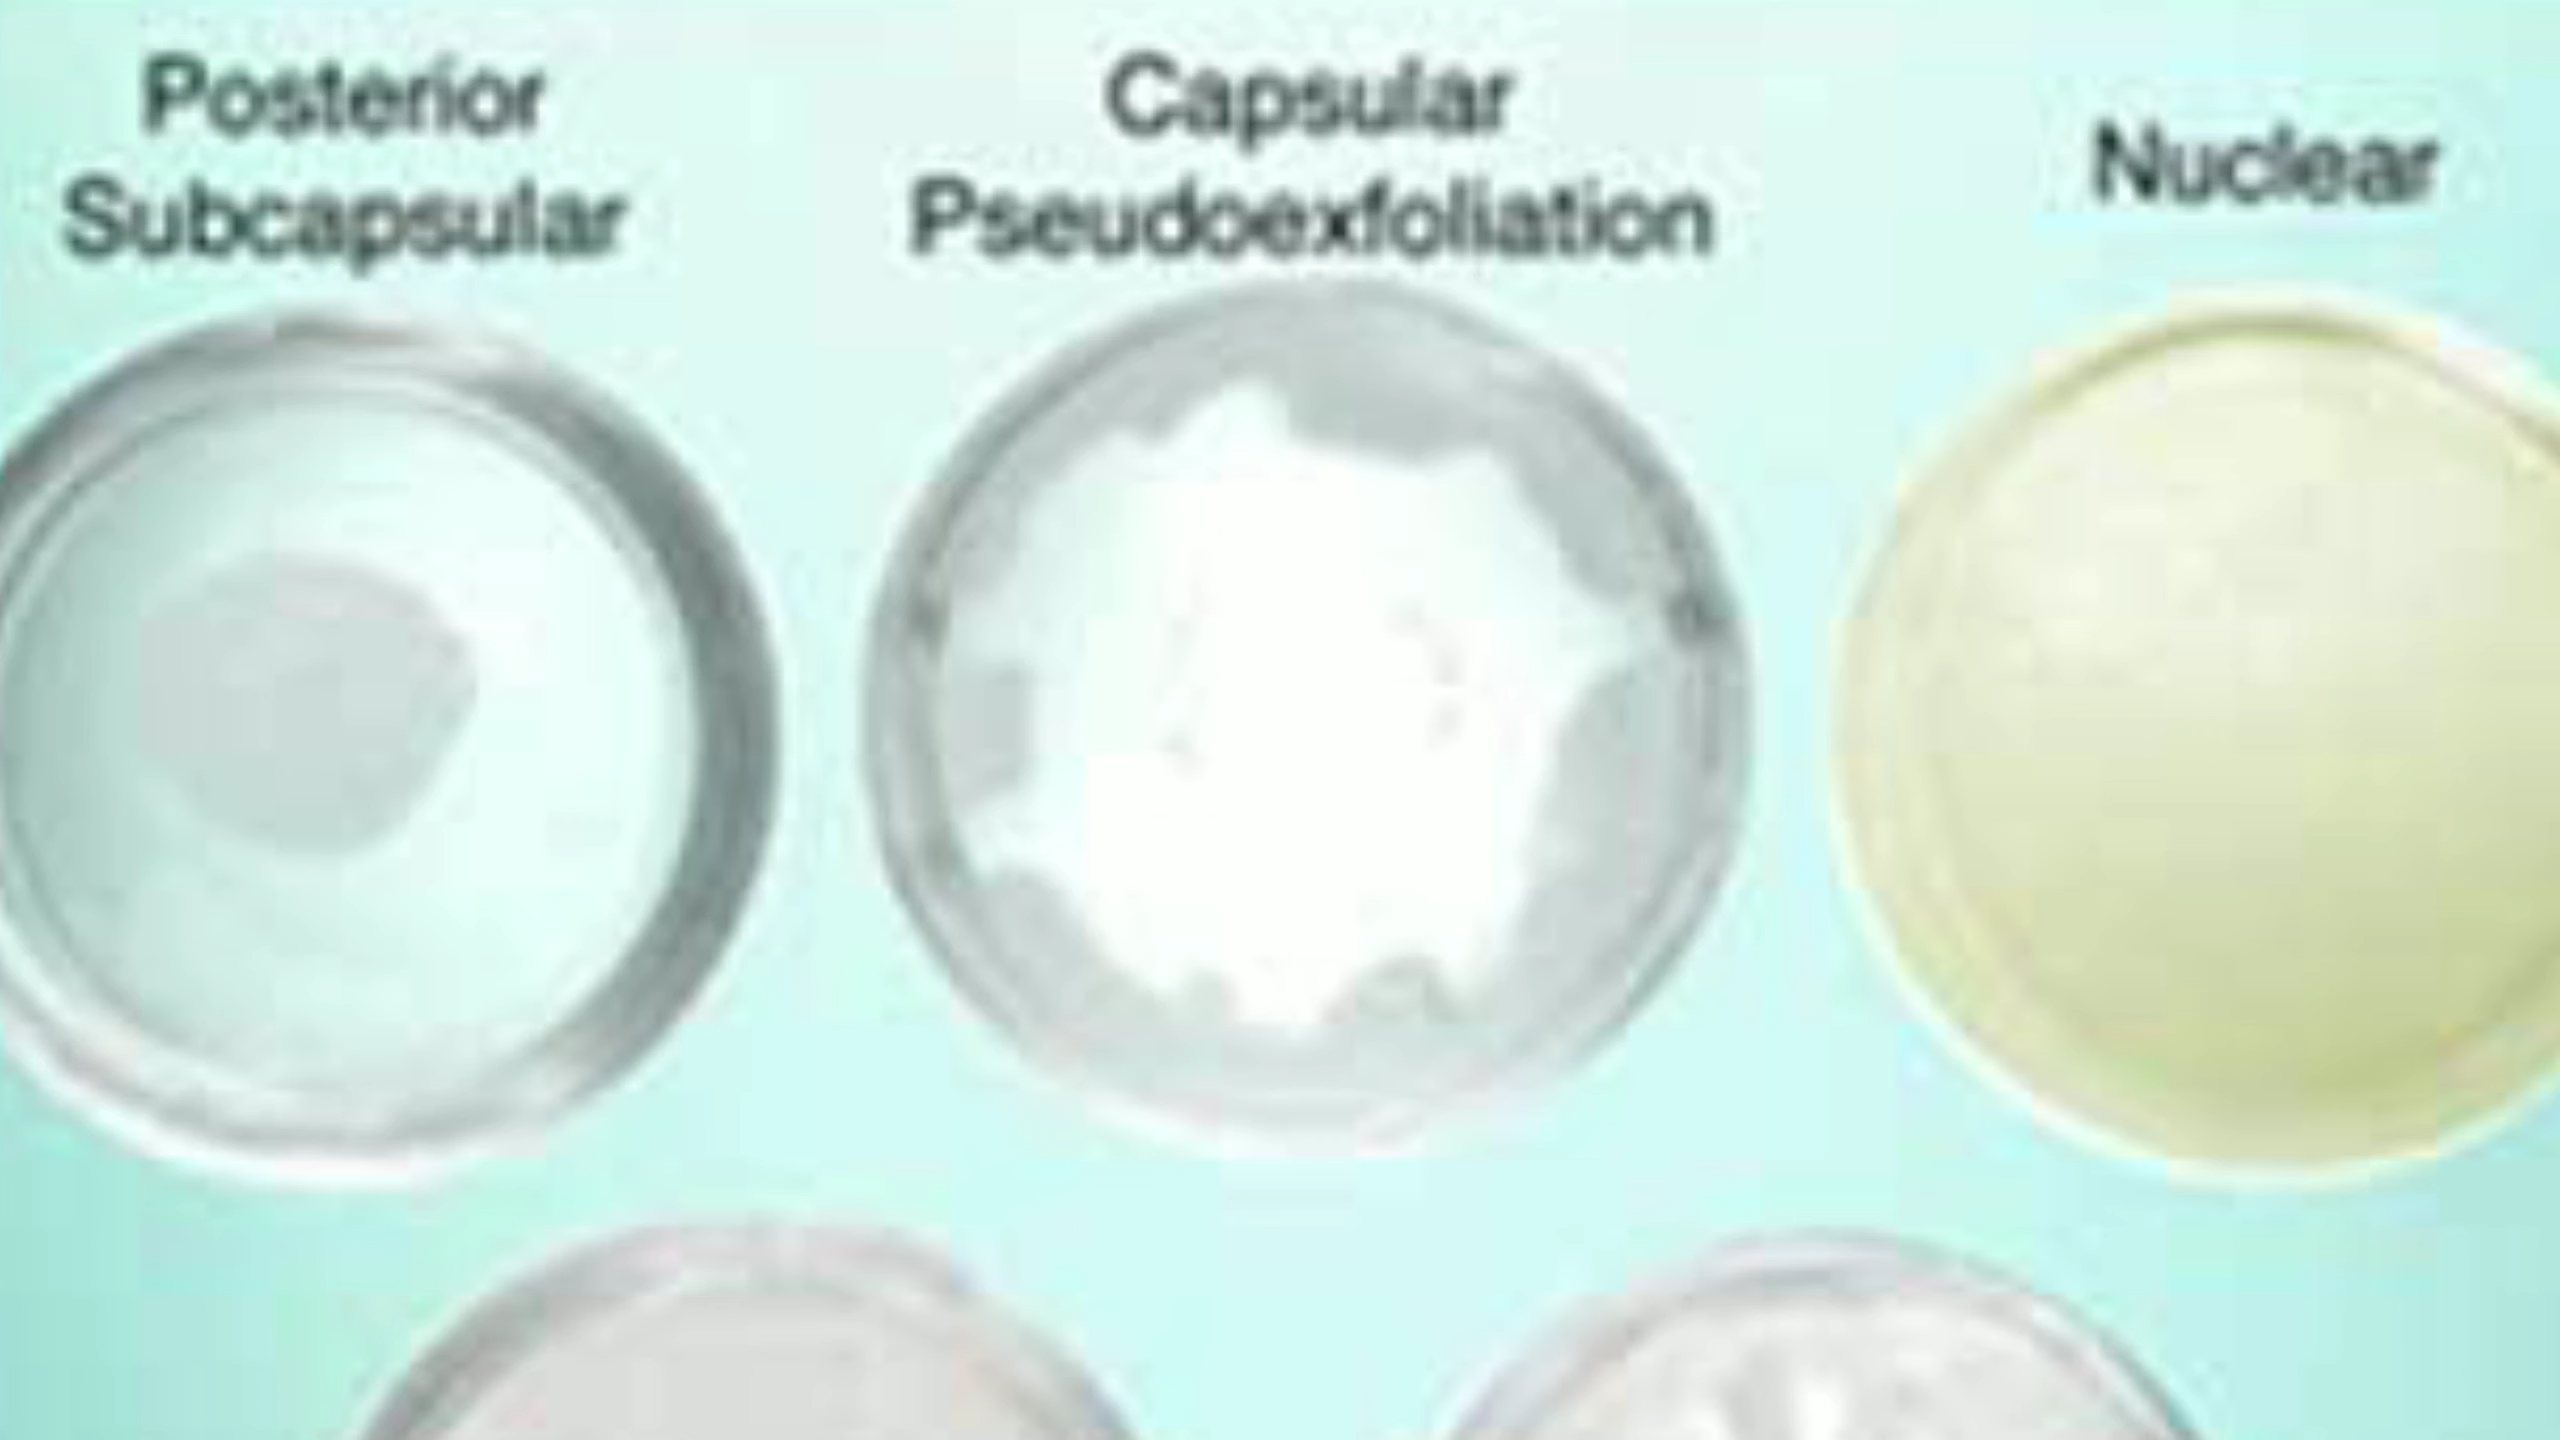 Posterior
Subcapsular
Capsular
Pseudoexfoliation
Nuclear